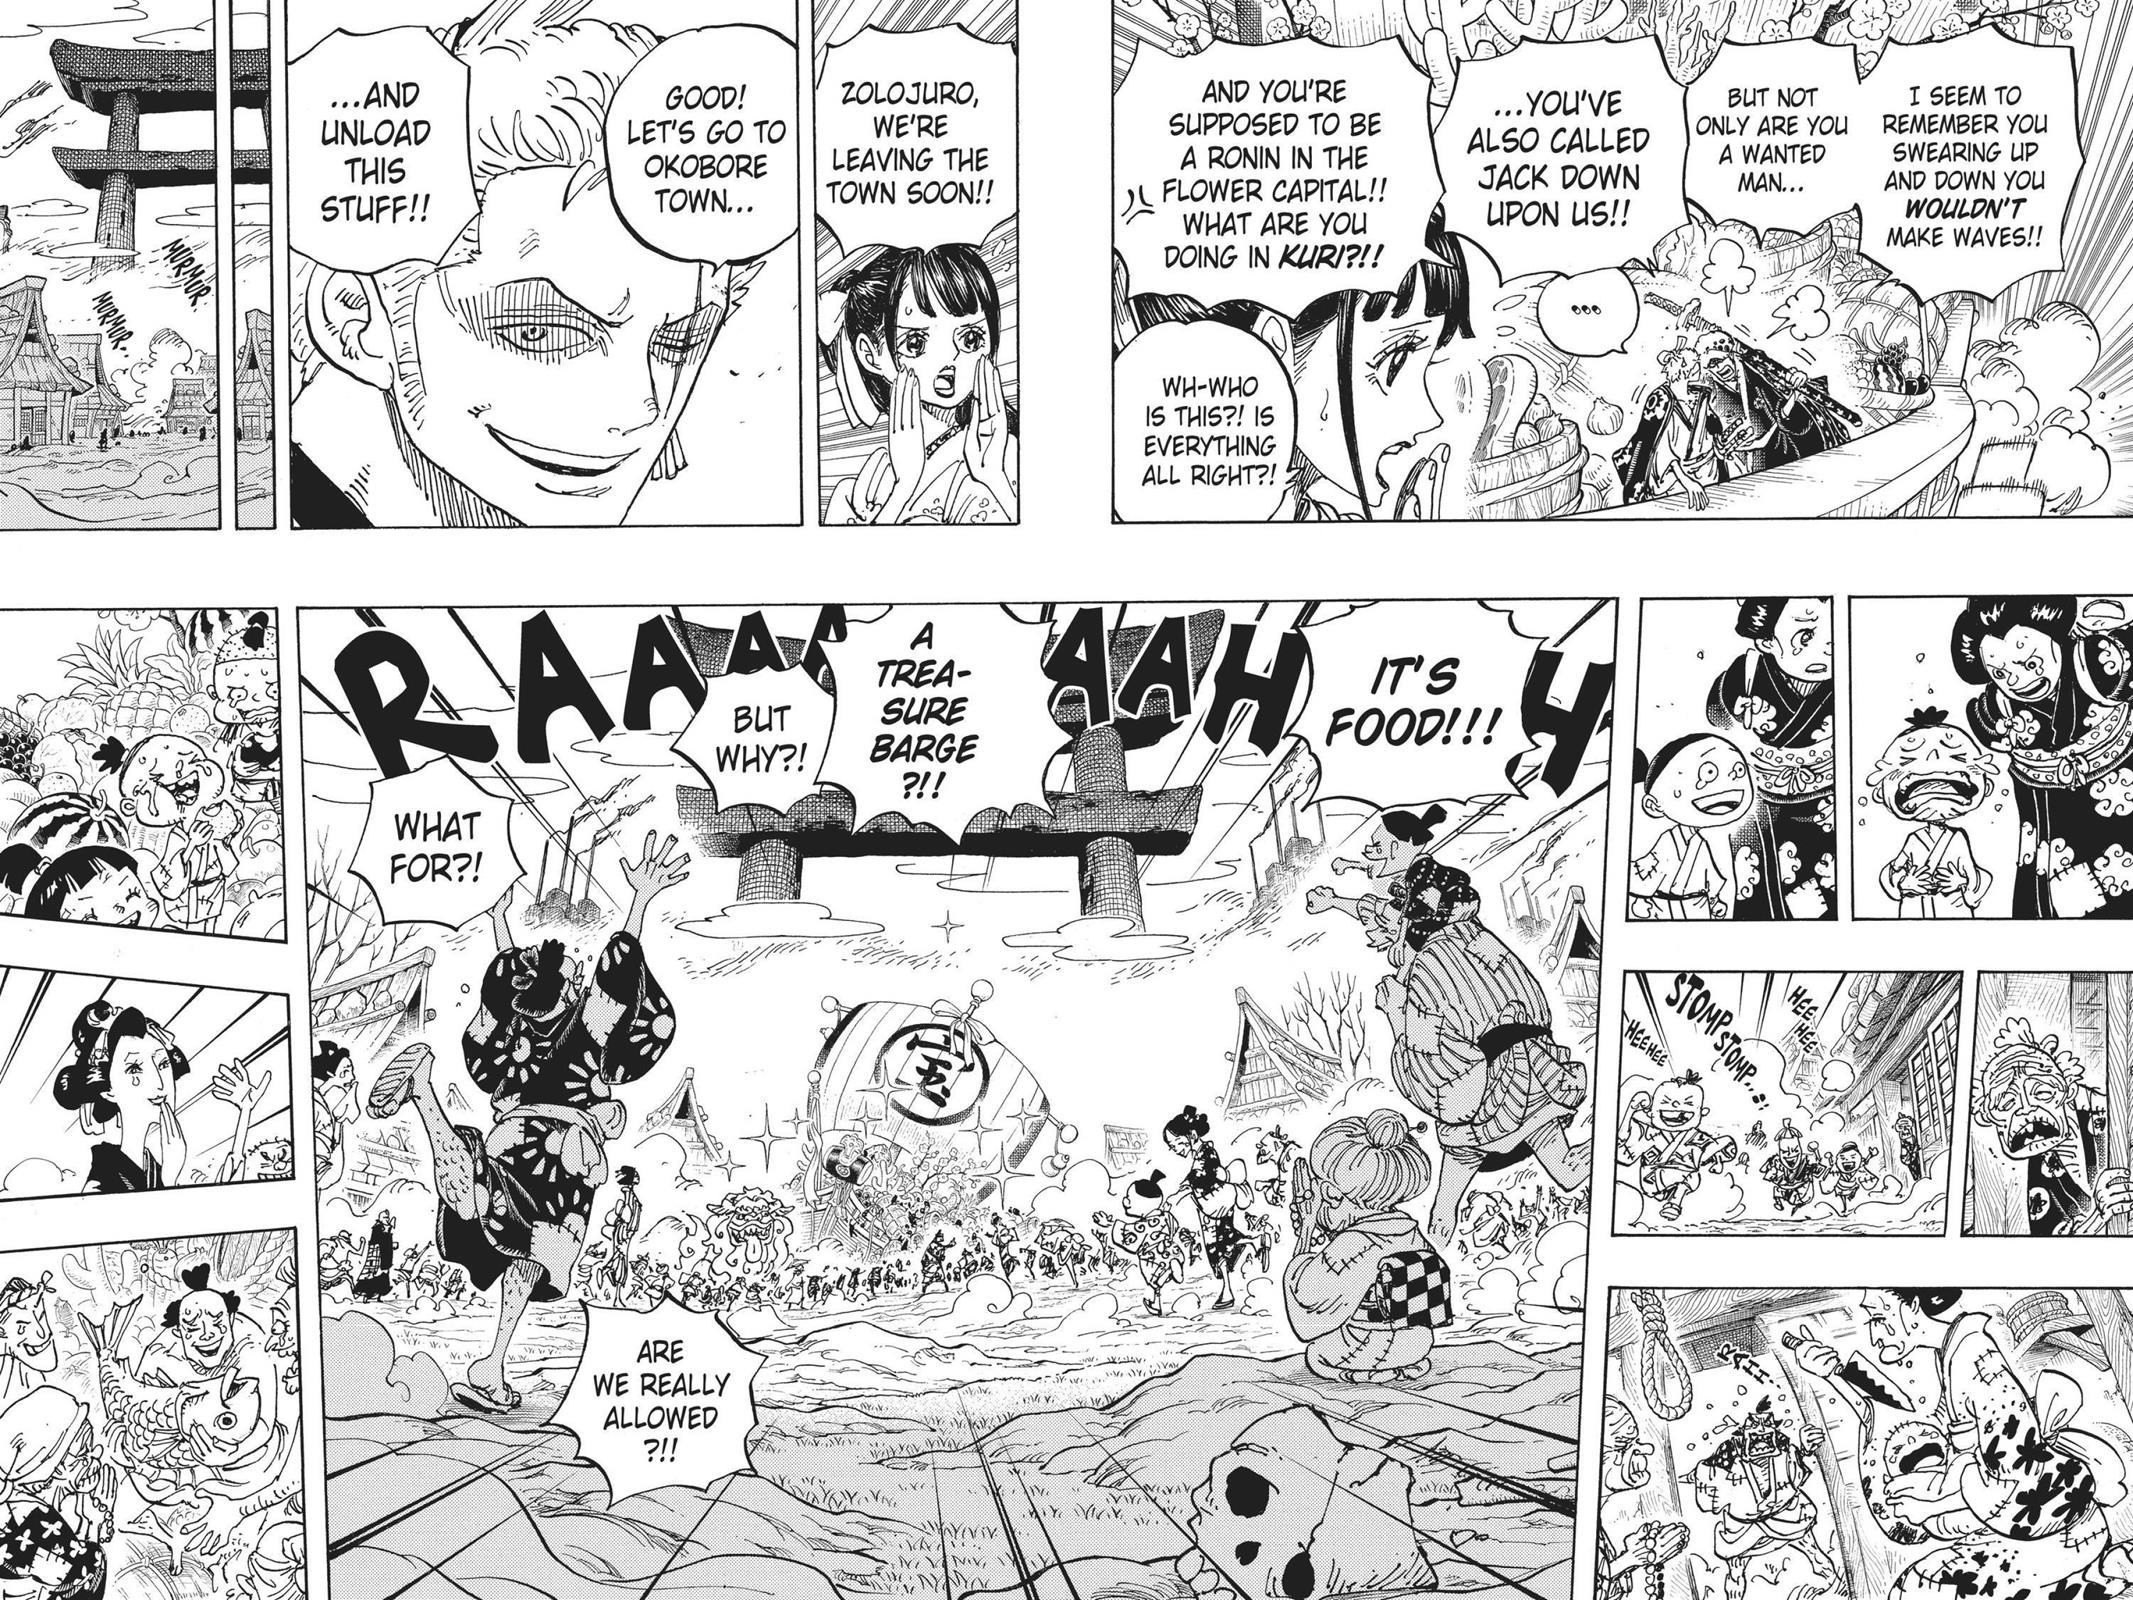 I SEEM TO
REMEMBER YOU
SWEARING UP
AND DOWN YOU
WOULDN'T
MAKE WAVES!!
BUT NOT
ONLY ARE YOU
A WANTED
MAN...
...YOU'VE
ALSO CALLED
JACK DOWN
UPON US!!
AND YOU'RE
SUPPOSED TO BE
A RONIN IN THE
FLOWER CAPITAL!!
WHAT ARE YOU
DOING IN KURI?!!
...
WH-WHO
IS THIS?! IS
EVERYTHING
ALL RIGHT?!
ZOLOJURO,
WE'RE
LEAVING THE
TOWN SOON!!
GOOD!
LET'S GO TO
OKOBORE
TOWN...
...AND
UNLOAD
THIS
STUFF!!
MURMUR
MURMUR..
IT'S
FOOD!!!
A
TREA-
SURE
BARGE
?!!
BUT
WHY?!
WHAT
FOR?!
RAAAAAAHH
宝
ARE
WE REALLY
ALLOWED
?!!
STOMP STOMP...
HEE
HEE
HEE HEE
RAHH..